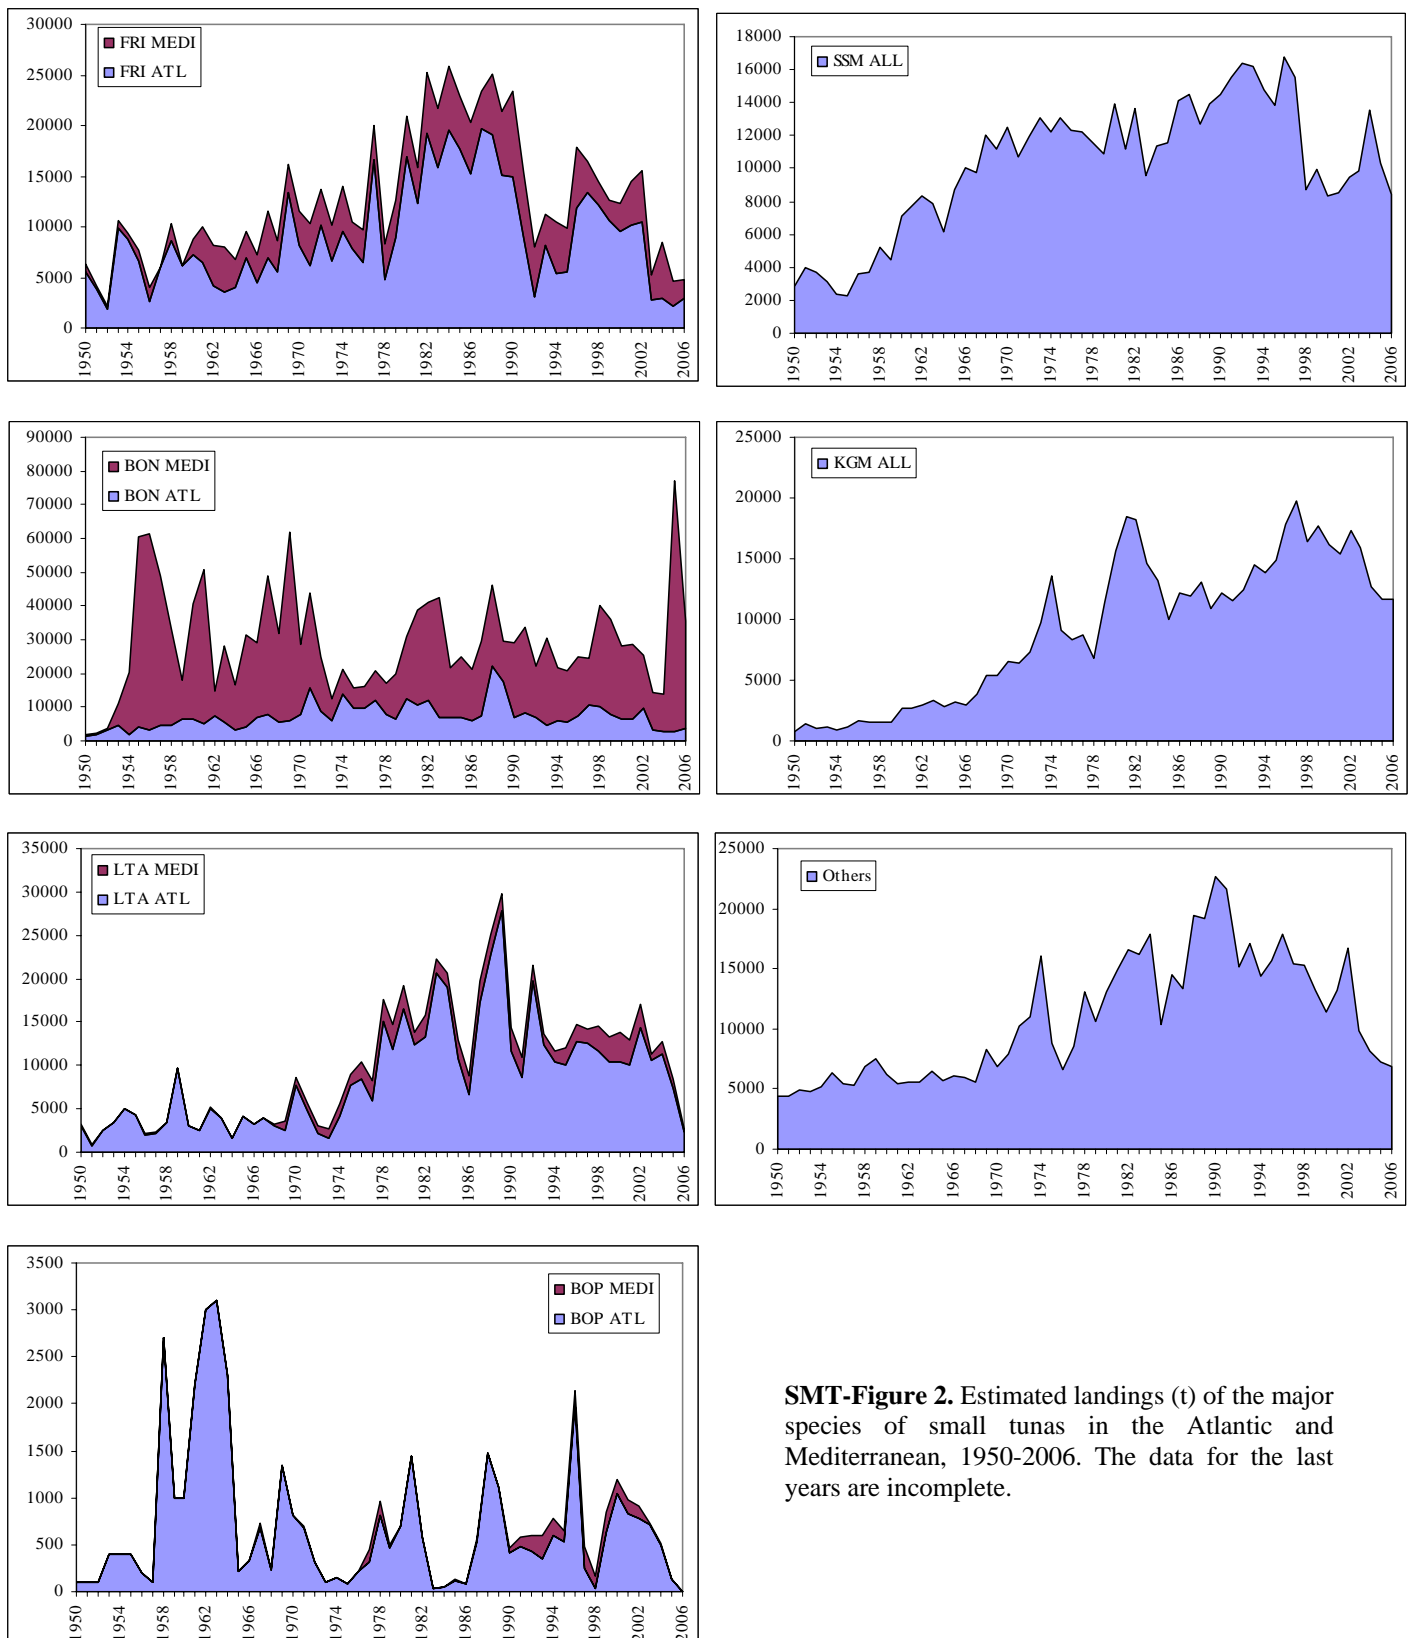 30000
25000
20000
15000
10000
5000
0
FRI MEDI
FRI ATL
1950 1954 1958 1962 1966 1970 1974 1978 1982 1986 1990 1994 1998 2002 2006
18000
16000
14000
12000
10000
8000
6000
4000
2000
0
SSM ALL
1950 1954 1958 1962 1966 1970 1974 1978 1982 1986 1990 1994 1998 2002 2006
90000
80000
70000
60000
50000
40000
30000
20000
10000
0
BON MEDI
BON ATL
1950 1954 1958 1962 1966 1970 1974 1978 1982 1986 1990 1994 1998 2002 2006
25000
20000
15000
10000
5000
0
KGM ALL
1950 1954 1958 1962 1966 1970 1974 1978 1982 1986 1990 1994 1998 2002 2006
35000
30000
25000
20000
15000
10000
5000
0
LTA MEDI
LTA ATL
1950 1954 1958 1962 1966 1970 1974 1978 1982 1986 1990 1994 1998 2002 2006
25000
20000
15000
10000
5000
0
Others
1950 1954 1958 1962 1966 1970 1974 1978 1982 1986 1990 1994 1998 2002 2006
3500
3000
2500
2000
1500
1000
500
0
BOP MEDI
BOP ATL
1950 1954 1958 1962 1966 1970 1974 1978 1982 1986 1990 1994 1998 2002 2006
SMT-Figure 2. Estimated landings (t) of the major
species of small tunas in the Atlantic and
Mediterranean, 1950-2006. The data for the last
years are incomplete.